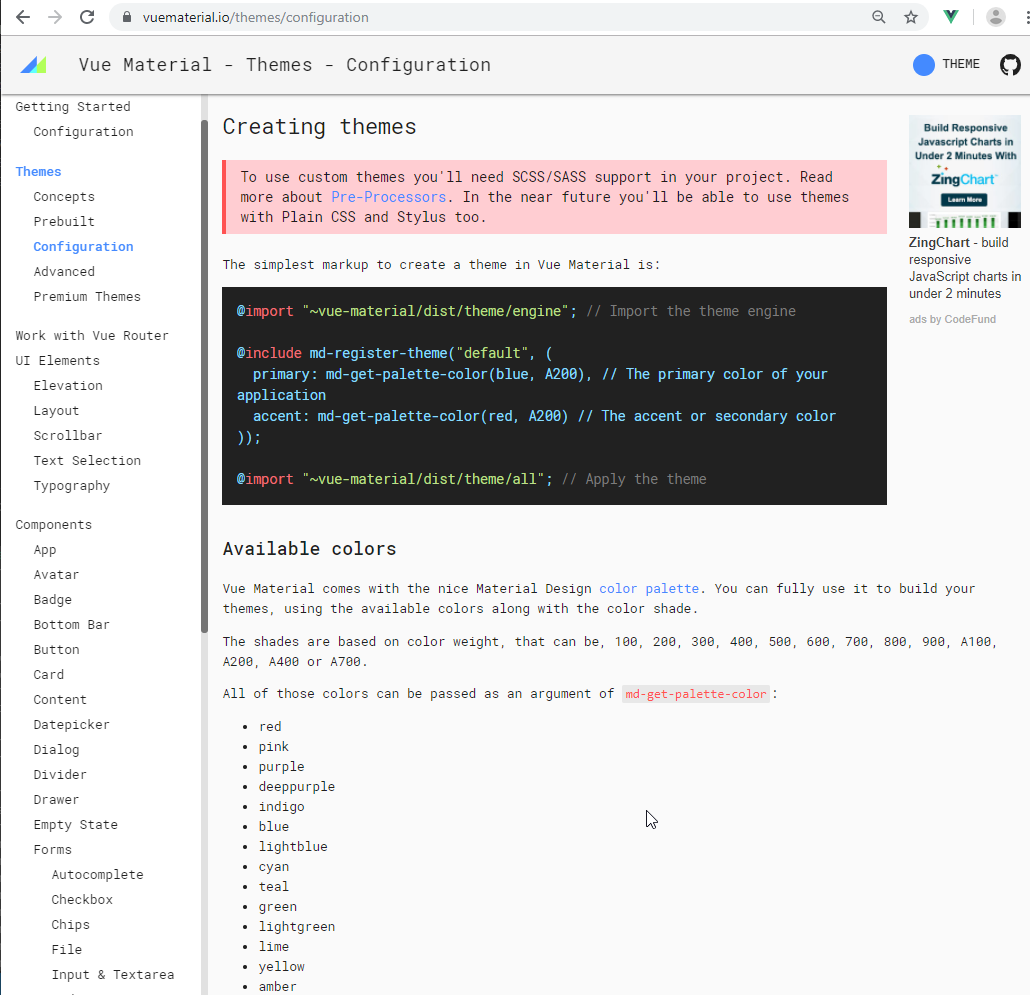 vuematerial.io/themes/configuration
Vue Material - Themes - Configuration
THEME
Getting Started
Configuration
Themes
Concepts
Prebuilt
Configuration
Advanced
Premium Themes
Work with Vue Router
UI Elements
Elevation
Layout
Scrollbar
Text Selection
Typography
Components
App
Avatar
Badge
Bottom Bar
Button
Card
Content
Datepicker
Dialog
Divider
Drawer
Empty State
Forms
Autocomplete
Checkbox
Chips
File
Input & Textarea
Creating themes
To use custom themes you'll need SCSS/SASS support in your project. Read
more about Pre-Processors. In the near future you'll be able to use themes
with Plain CSS and Stylus too.
The simplest markup to create a theme in Vue Material is:
@import "~vue-material/dist/theme/engine"; // Import the theme engine
@include md-register-theme("default", (
primary: md-get-palette-color(blue, A200), // The primary color of your
application
accent: md-get-palette-color(red, A200) // The accent or secondary color
));
@import "~vue-material/dist/theme/all"; // Apply the theme
Available colors
Vue Material comes with the nice Material Design color palette. You can fully use it to build your
themes, using the available colors along with the color shade.
The shades are based on color weight, that can be, 100, 200, 300, 400, 500, 600, 700, 800, 900, A100,
A200, A400 or A700.
All of those colors can be passed as an argument of md-get-palette-color:
• red
• pink
• purple
• deeppurple
• indigo
• blue
• lightblue
• cyan
• teal
• green
• lightgreen
• lime
• yellow
• amber
Build Responsive
Javascript Charts in
Under 2 Minutes With
ZingChart
Learn More
ZingChart - build
responsive
JavaScript charts in
under 2 minutes
ads by CodeFund